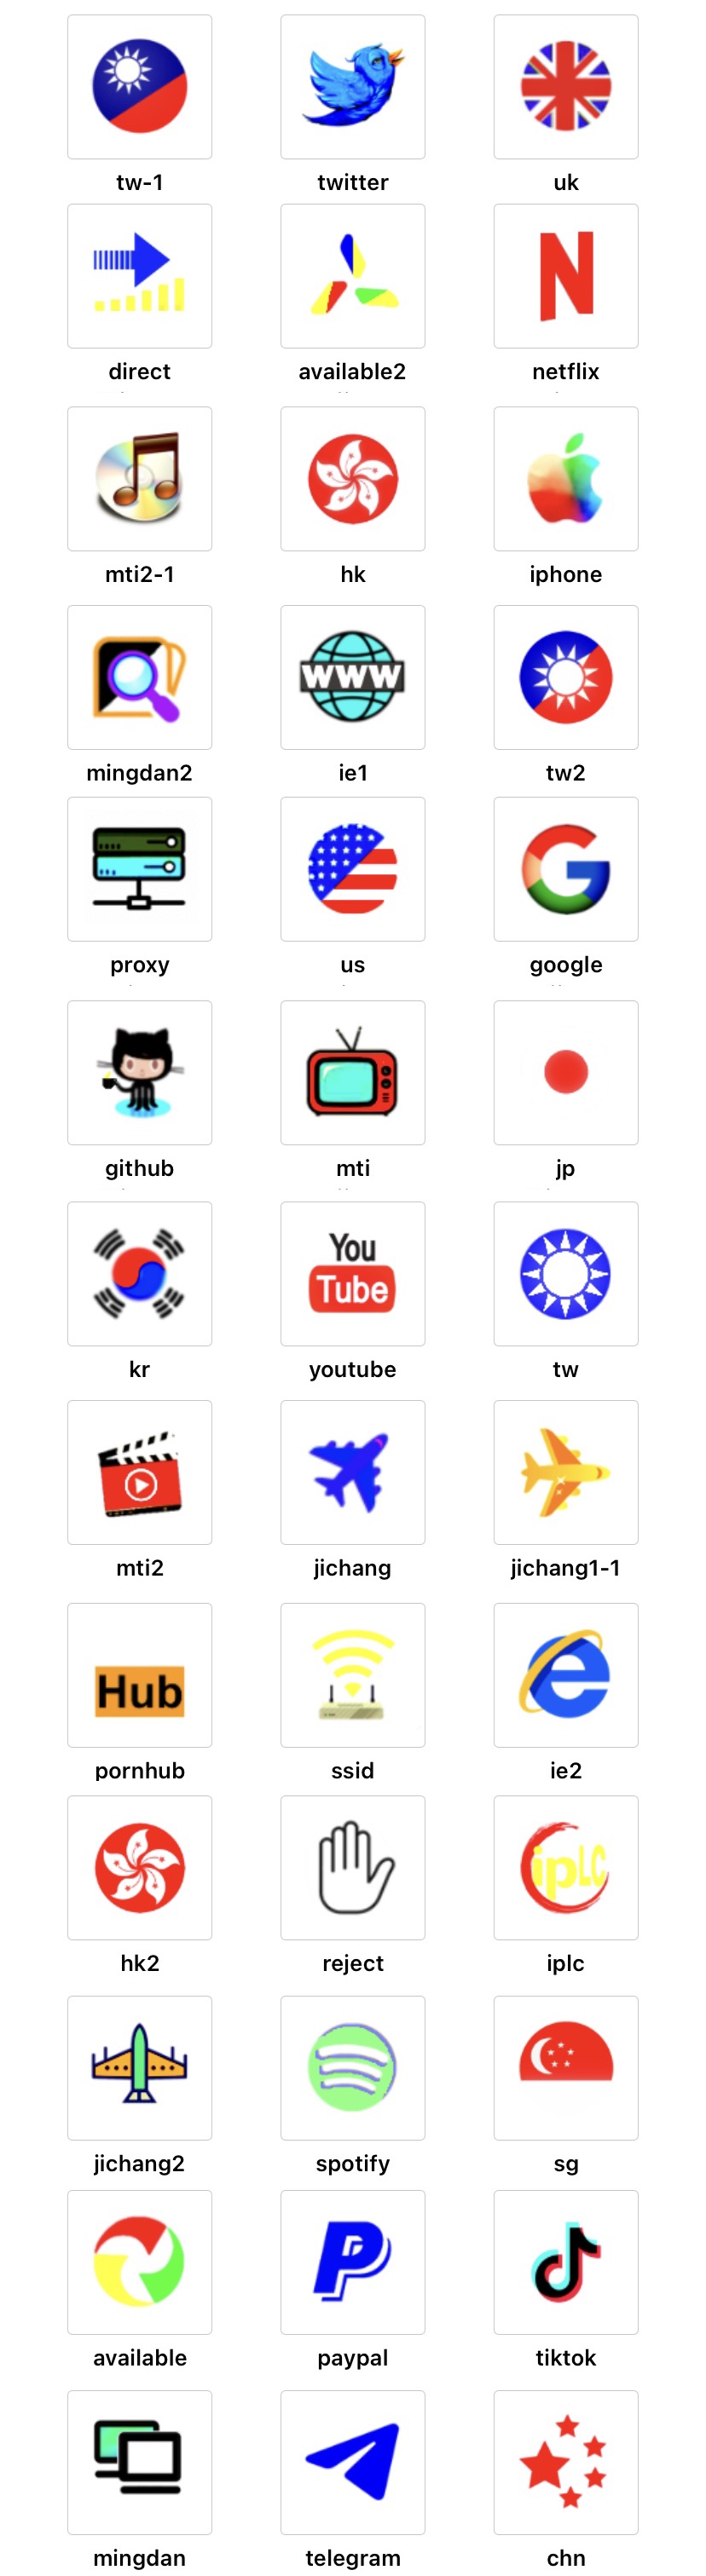 tw-1 twitter uk
direct available2 netflix
mti2-1 hk iphone
WWW
mingdan2 ie1 tw2
proxy us google
github mti jp
You
Tube
kr youtube tw
mti2 jichang jichang1-1
Hub
pornhub ssid ie2
ipLC
hk2 reject iplc
jichang2 spotify sg
available paypal tiktok
mingdan telegram chn